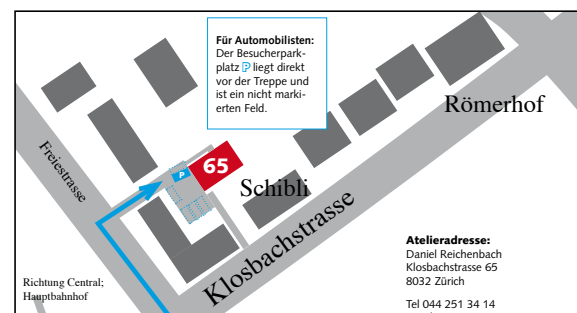 Für Automobilisten:
Der Besucherpark-
platz P liegt direkt
vor der Treppe und
ist ein nicht marki-
erten Feld.
Römerhof
Freiestrasse
P
65
Schibli
Klosbachstrasse
Richtung Central;
Hauptbahnhof
Atelieradresse:
Daniel Reichenbach
Klosbachstrasse 65
8032 Zürich
Tel 044 251 34 14